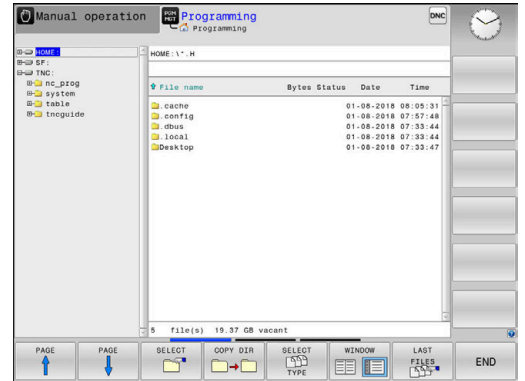 Manual operation
PGM MGT
Programming
Programming
DNC
HOME:
SF:
TNC:
nc_prog
system
table
tncguide
HOME:\*.H
File name Bytes Status Date Time
.cache 01-08-2018 08:05:31
.config 01-08-2018 07:57:48
.dbus 01-08-2018 07:33:44
.local 01-08-2018 07:33:44
Desktop 01-08-2018 07:33:47
5 file(s) 19.37 GB vacant
PAGE
PAGE
SELECT
COPY DIR
SELECT
TYPE
WINDOW
LAST
FILES
END